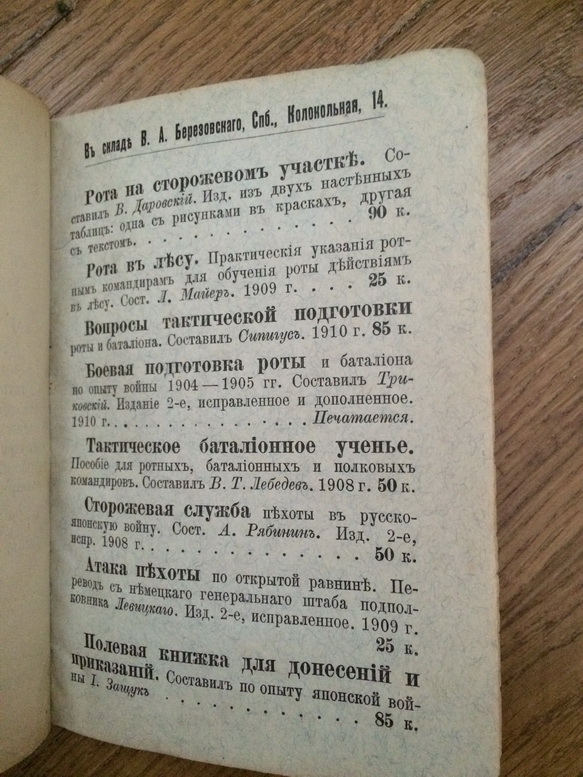 Въ складѣ В. А. Березовскаго, Спб., Колокольная, 14.
Рота на сторожевомъ участкѣ. Со-
ставилъ В. Даровскій. Изд. изъ двухъ настѣнныхъ
таблицъ: одна съ рисунками въ краскахъ, другая
съ текстомъ. . . . . . . . . . . . . . . 90 к.
Рота въ лѣсу. Практическія указанія рот-
нымъ командирамъ для обученія роты дѣйствіямъ
въ лѣсу. Сост. Л. Майеръ. 1909 г. . . . . 25 к.
Вопросы тактической подготовки
роты и баталіона. Составилъ Сипигусъ. 1910 г. 85 к.
Боевая подготовка роты и баталіона
по опыту войны 1904—1905 гг. Составилъ Три-
ковскій. Изданіе 2-е, исправленное и дополненное.
1910 г. . . . . . . . . . . . . . . Печатается.
Тактическое баталіонное ученье.
Пособіе для ротныхъ, баталіонныхъ и полковыхъ
командировъ. Составилъ В. Т. Лебедевъ. 1908 г. 50 к.
Сторожевая служба пѣхоты въ русско-
японскую войну. Сост. А. Рябининъ. Изд. 2-е,
испр. 1908 г. . . . . . . . . . . . . . 50 к.
Атака пѣхоты по открытой равнинѣ. Пе-
реводъ съ нѣмецкаго генеральнаго штаба подпол-
ковника Левицкаго. Изд. 2-е, исправленное. 1909 г.
25 к.
Полевая книжка для донесеній и
приказаній. Составилъ по опыту японской вой-
ны І. Защукъ . . . . . . . . . . . . . 85 к.